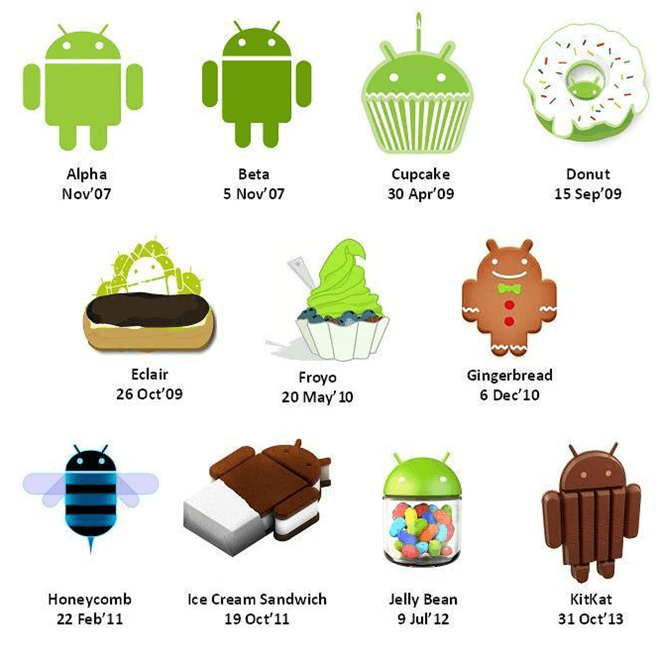 Alpha
Nov'07
Beta
5 Nov'07
Cupcake
30 Apr'09
Donut
15 Sep'09
Eclair
26 Oct'09
Froyo
20 May'10
Gingerbread
6 Dec'10
Honeycomb
22 Feb'11
Ice Cream Sandwich
19 Oct'11
Jelly Bean
9 Jul'12
KitKat
31 Oct'13